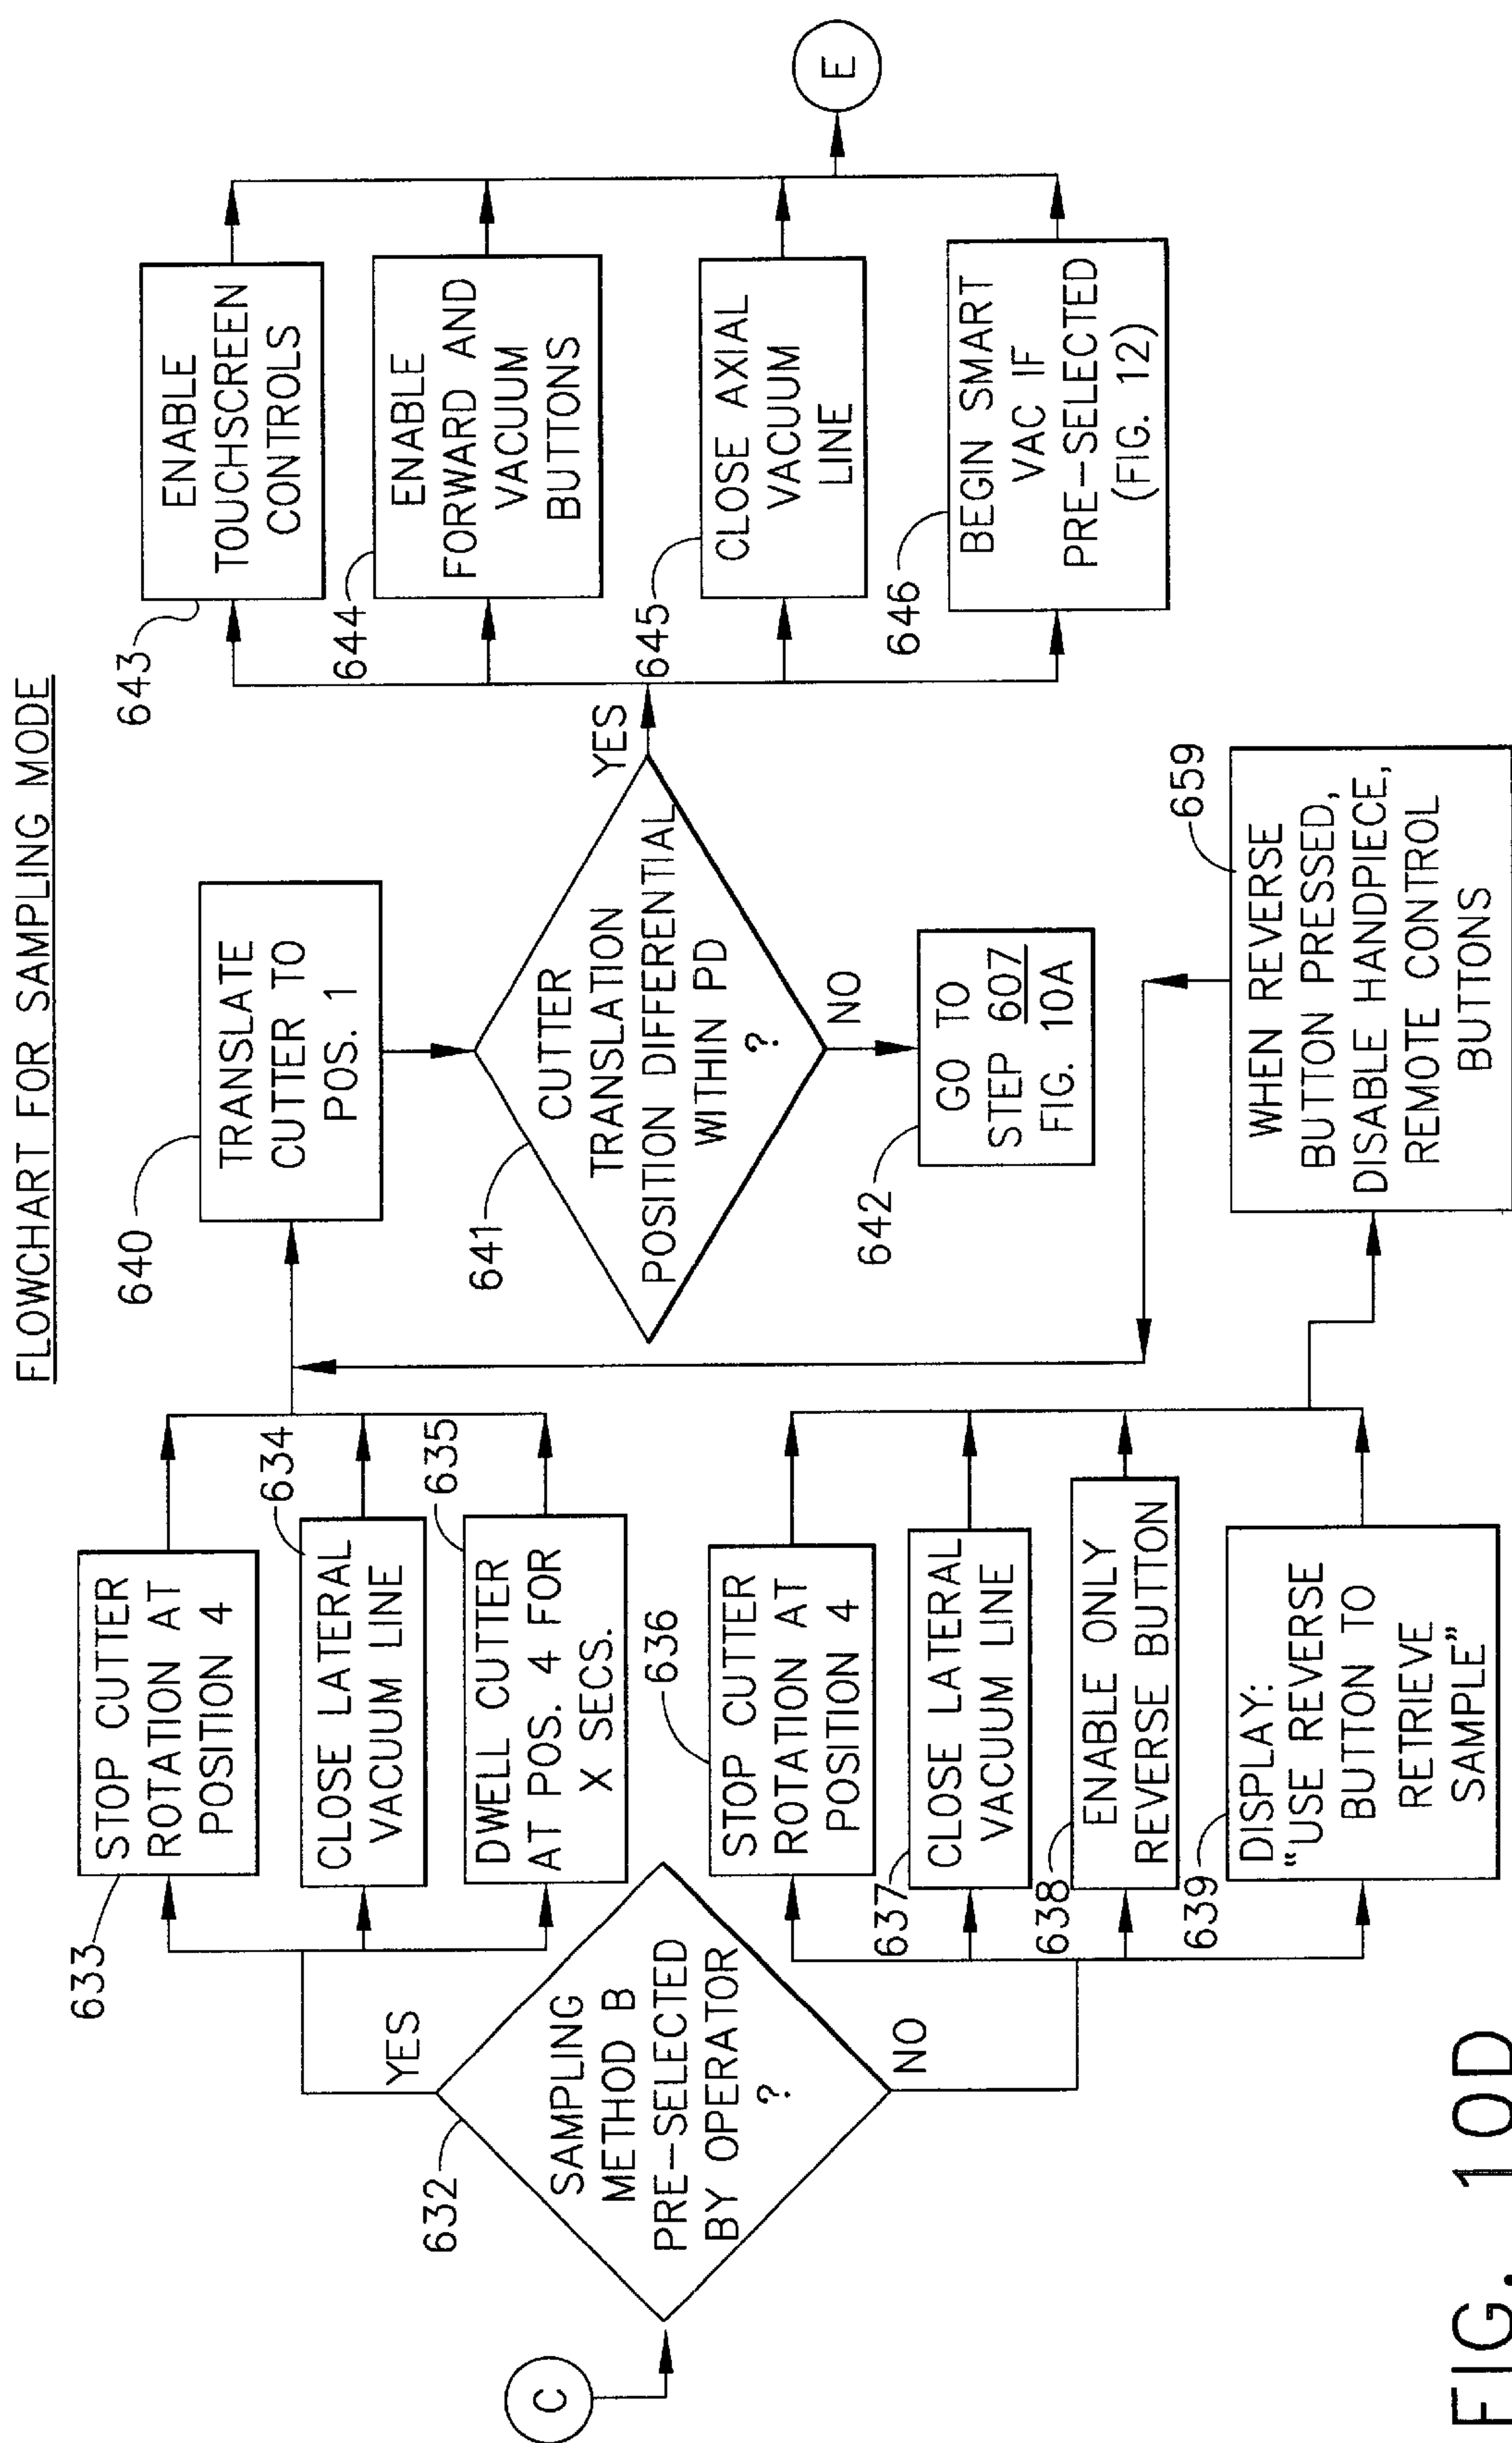 FLOWCHART FOR SAMPLING MODE
C
632
SAMPLING
METHOD B
PRE-SELECTED
BY OPERATOR
?
YES
NO
633
STOP CUTTER
ROTATION AT
POSITION 4
634
CLOSE LATERAL
VACUUM LINE
635
DWELL CUTTER
AT POS. 4 FOR
X SECS.
636
STOP CUTTER
ROTATION AT
POSITION 4
637
CLOSE LATERAL
VACUUM LINE
638
ENABLE ONLY
REVERSE BUTTON
639
DISPLAY:
"USE REVERSE
BUTTON TO
RETRIEVE
SAMPLE"
640
TRANSLATE
CUTTER TO
POS. 1
641
CUTTER
TRANSLATION
POSITION DIFFERENTIAL
WITHIN PD
?
YES
NO
642
GO TO
STEP 607
FIG. 10A
659
WHEN REVERSE
BUTTON PRESSED,
DISABLE HANDPIECE,
REMOTE CONTROL
BUTTONS
643
ENABLE
TOUCHSCREEN
CONTROLS
644
ENABLE
FORWARD AND
VACUUM
BUTTONS
645
CLOSE AXIAL
VACUUM
LINE
646
BEGIN SMART
VAC IF
PRE-SELECTED
(FIG. 12)
E
FIG. 10D